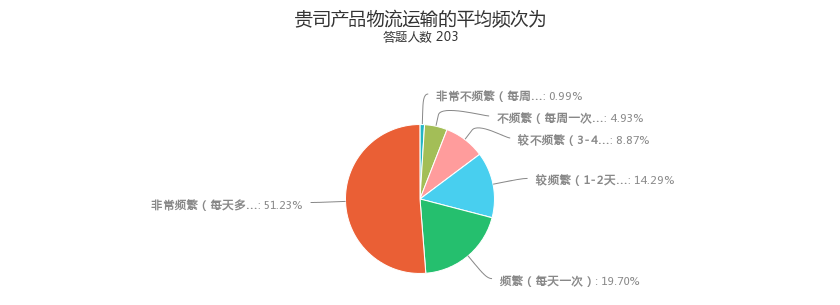 贵司产品物流运输的平均频次为
答题人数 203
非常不频繁（每周...: 0.99%
不频繁（每周一次...: 4.93%
较不频繁（3-4...: 8.87%
较频繁（1-2天...: 14.29%
非常频繁（每天多...: 51.23%
频繁（每天一次）: 19.70%